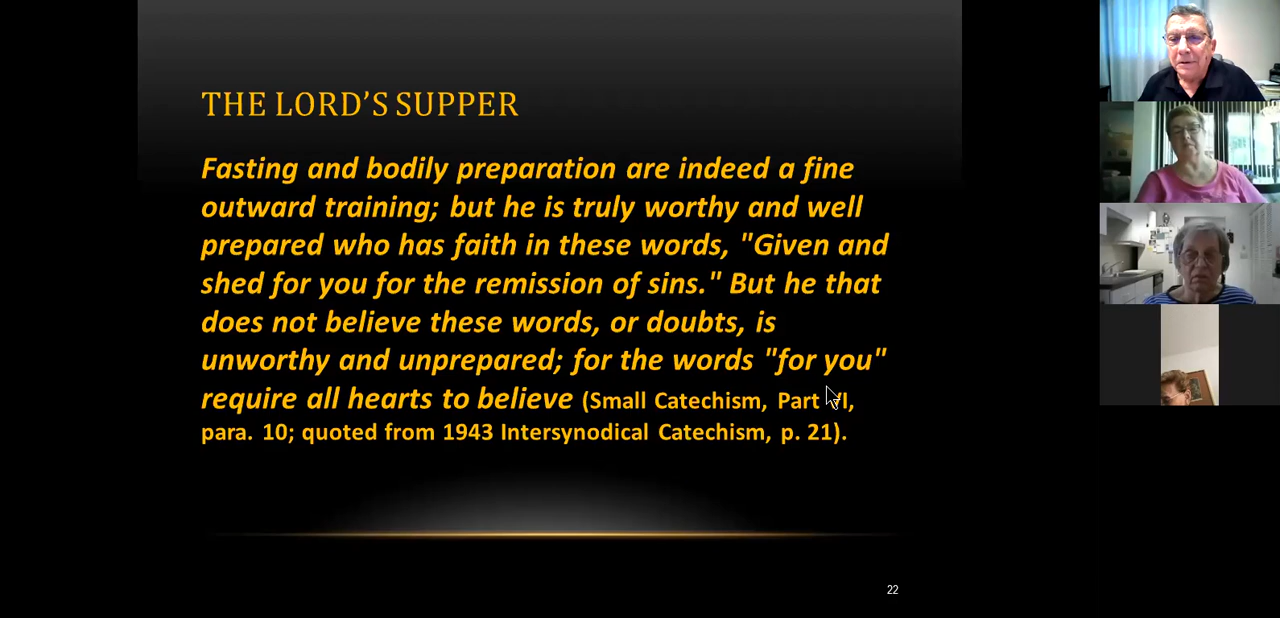 THE LORD’S SUPPER
Fasting and bodily preparation are indeed a fine
outward training; but he is truly worthy and well
prepared who has faith in these words, "Given and
shed for you for the remission of sins." But he that
does not believe these words, or doubts, is
unworthy and unprepared; for the words "for you"
require all hearts to believe (Small Catechism, Part VI,
para. 10; quoted from 1943 Intersynodical Catechism, p. 21).
22